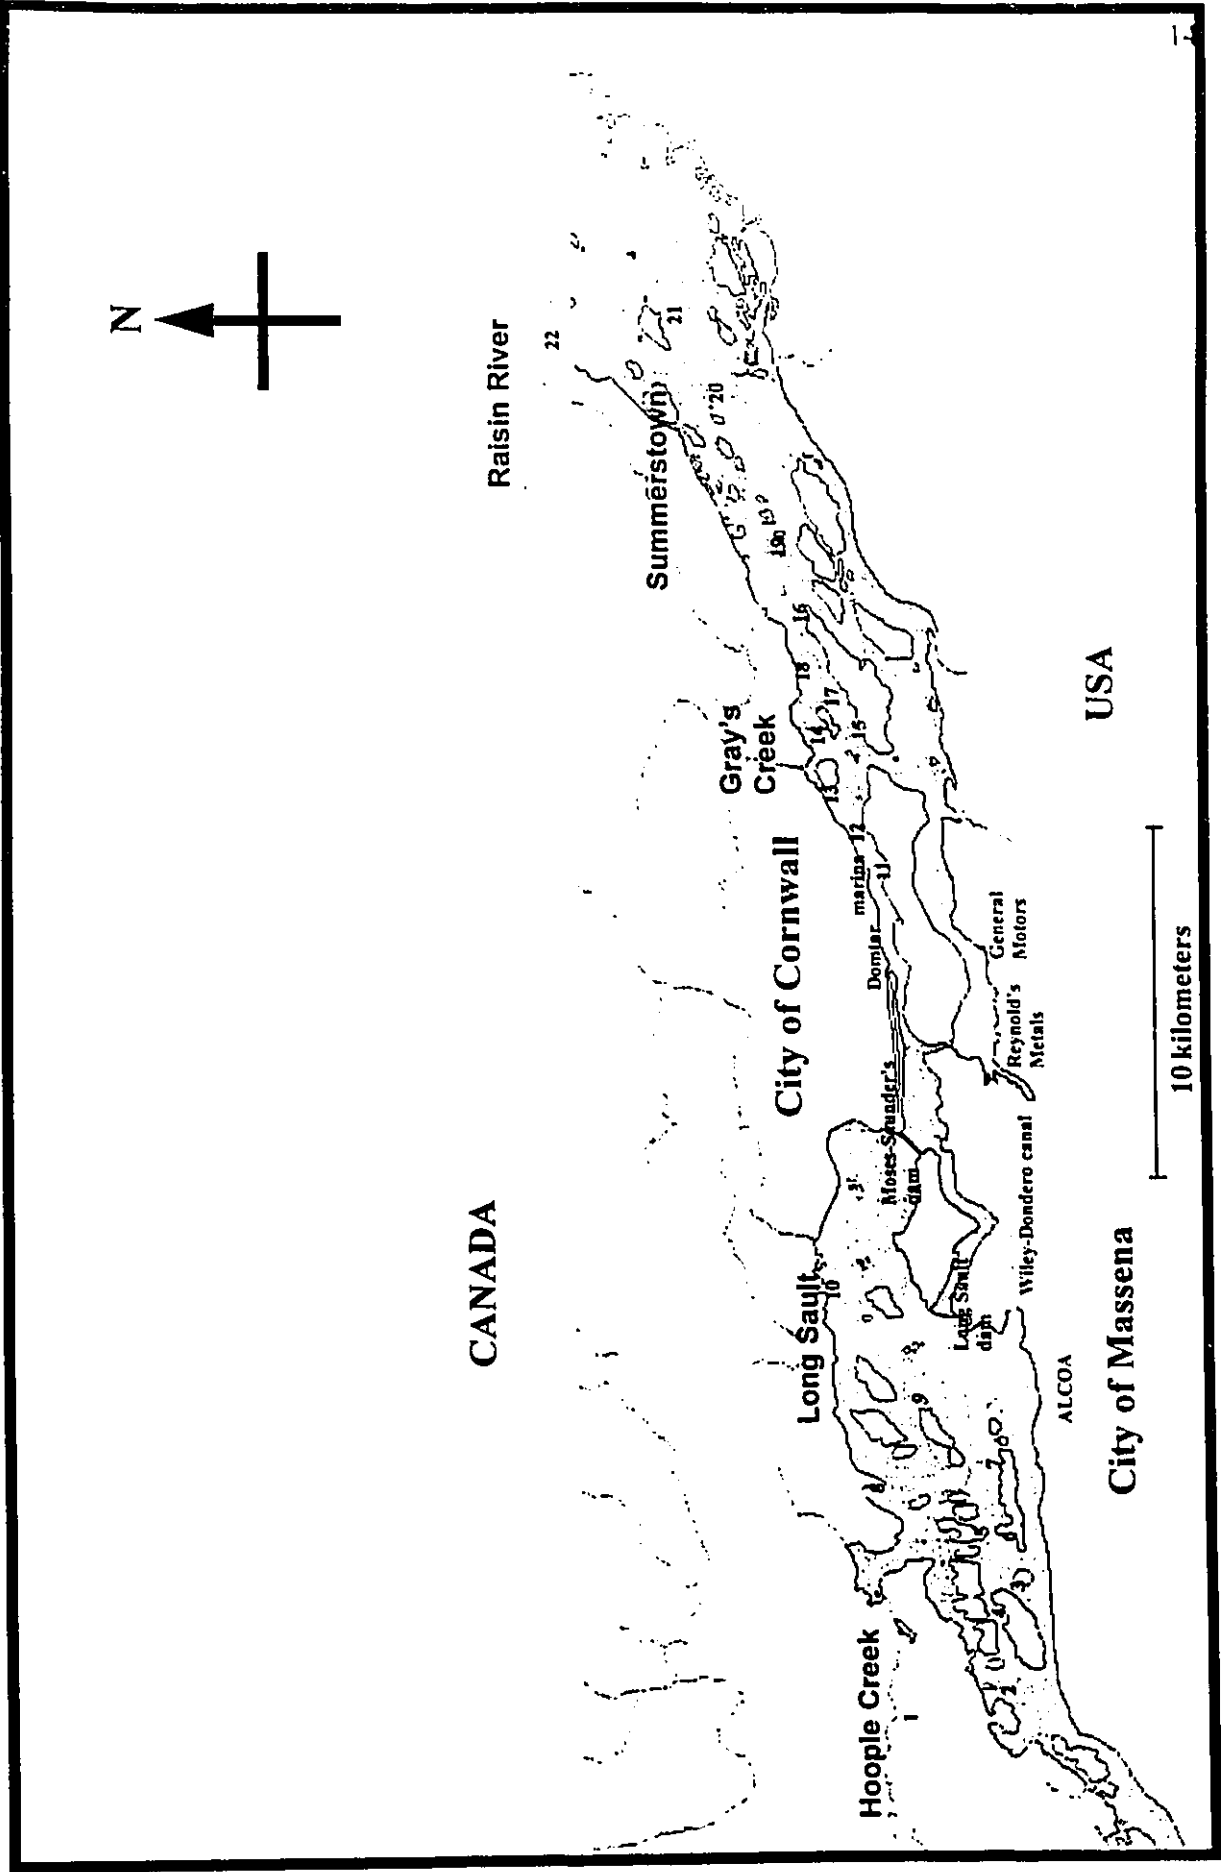 N
Raisin River
22
CANADA
Summerstown
21
20
19
16
18
17
14
15
13
Gray's
Creek
City of Cornwall
marina 12
11
Domtar
Moses-Saunder's
dam
Long Sault
10
Long Sault
dam
9
8
7
6
Hoople Creek
1
2
3
4
General
Motors
Reynold's
Metals
Wiley-Dondero canal
ALCOA
City of Massena
USA
10 kilometers